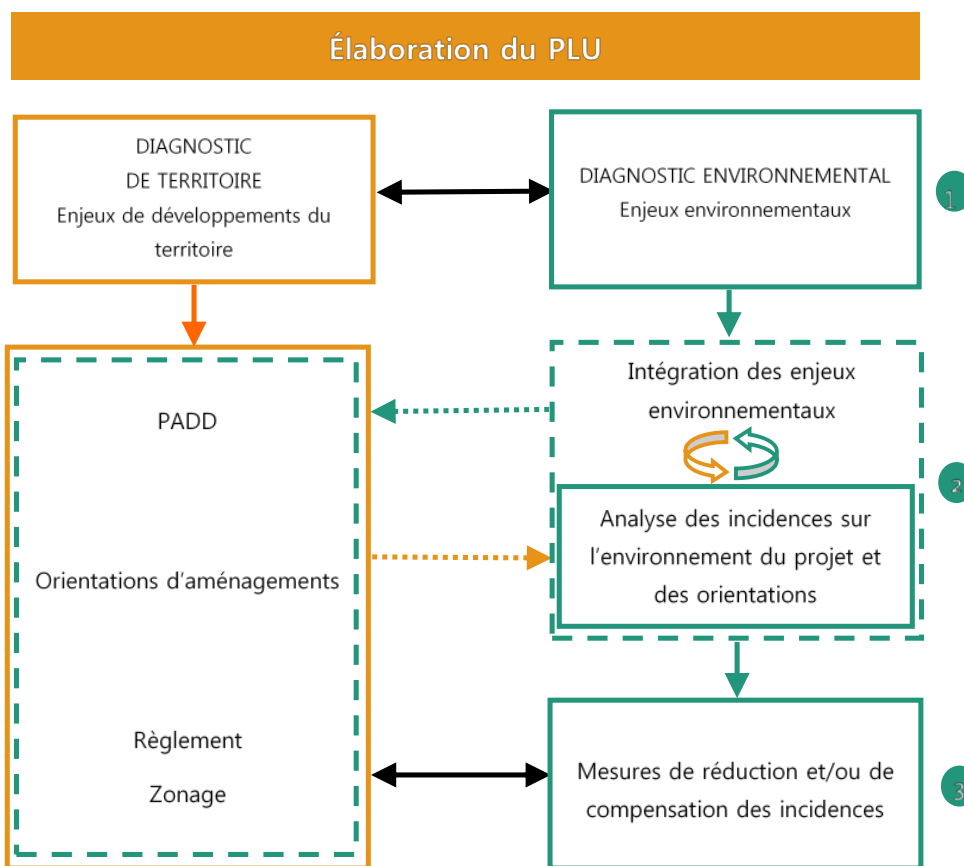 Élaboration du PLU
DIAGNOSTIC
DE TERRITOIRE
Enjeux de développements du
territoire
DIAGNOSTIC ENVIRONNEMENTAL
Enjeux environnementaux
1
PADD
Orientations d’aménagements
Règlement
Zonage
Intégration des enjeux
environnementaux
Analyse des incidences sur
l’environnement du projet et
des orientations
2
Mesures de réduction et/ou de
compensation des incidences
3